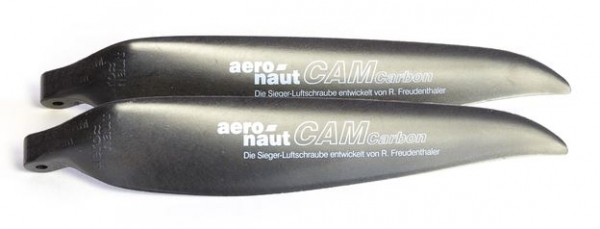 aero-
naut CAM Carbon
Die Sieger-Luftschraube entwickelt von R. Freudenthaler
aero-
naut CAM Carbon
Die Sieger-Luftschraube entwickelt von R. Freudenthaler